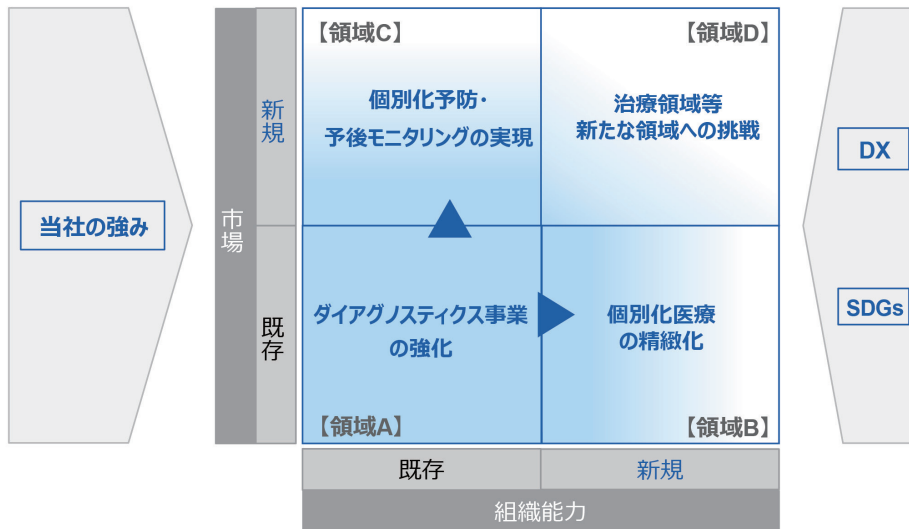 【領域C】
【領域D】
個別化予防・
予後モニタリングの実現
治療領域等
新たな領域への挑戦
新規
DX
当社の強み
市場
ダイアグノスティクス事業
の強化
個別化医療
の精緻化
既存
SDGs
【領域A】
【領域B】
既存
新規
組織能力